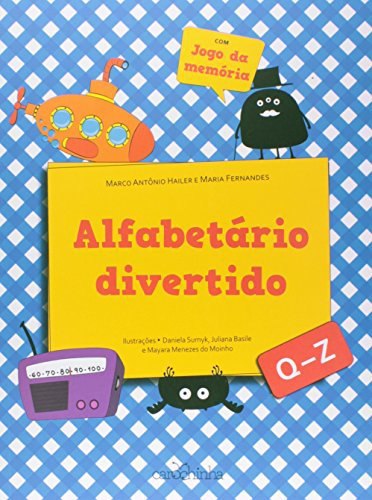 COM
Jogo da
memória
MARCO ANTÔNIO HAILER E MARIA FERNANDES
Alfabetário
divertido
Ilustrações • Daniela Sumyk, Juliana Basile
e Mayara Menezes do Moinho
Q–Z
60•70•80•90•100•
carochinha